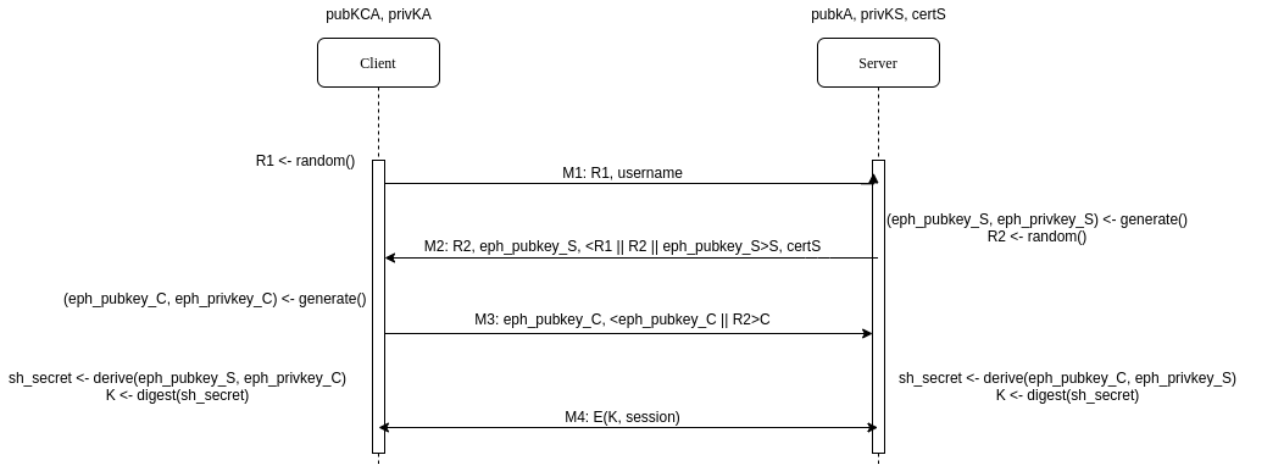 pubKCA, privKA
pubkA, privKS, certS
Client
Server
R1 <- random()
M1: R1, username
(eph_pubkey_S, eph_privkey_S) <- generate()
R2 <- random()
M2: R2, eph_pubkey_S, <R1 || R2 || eph_pubkey_S>S, certS
(eph_pubkey_C, eph_privkey_C) <- generate()
M3: eph_pubkey_C, <eph_pubkey_C || R2>C
sh_secret <- derive(eph_pubkey_S, eph_privkey_C)
K <- digest(sh_secret)
sh_secret <- derive(eph_pubkey_C, eph_privkey_S)
K <- digest(sh_secret)
M4: E(K, session)